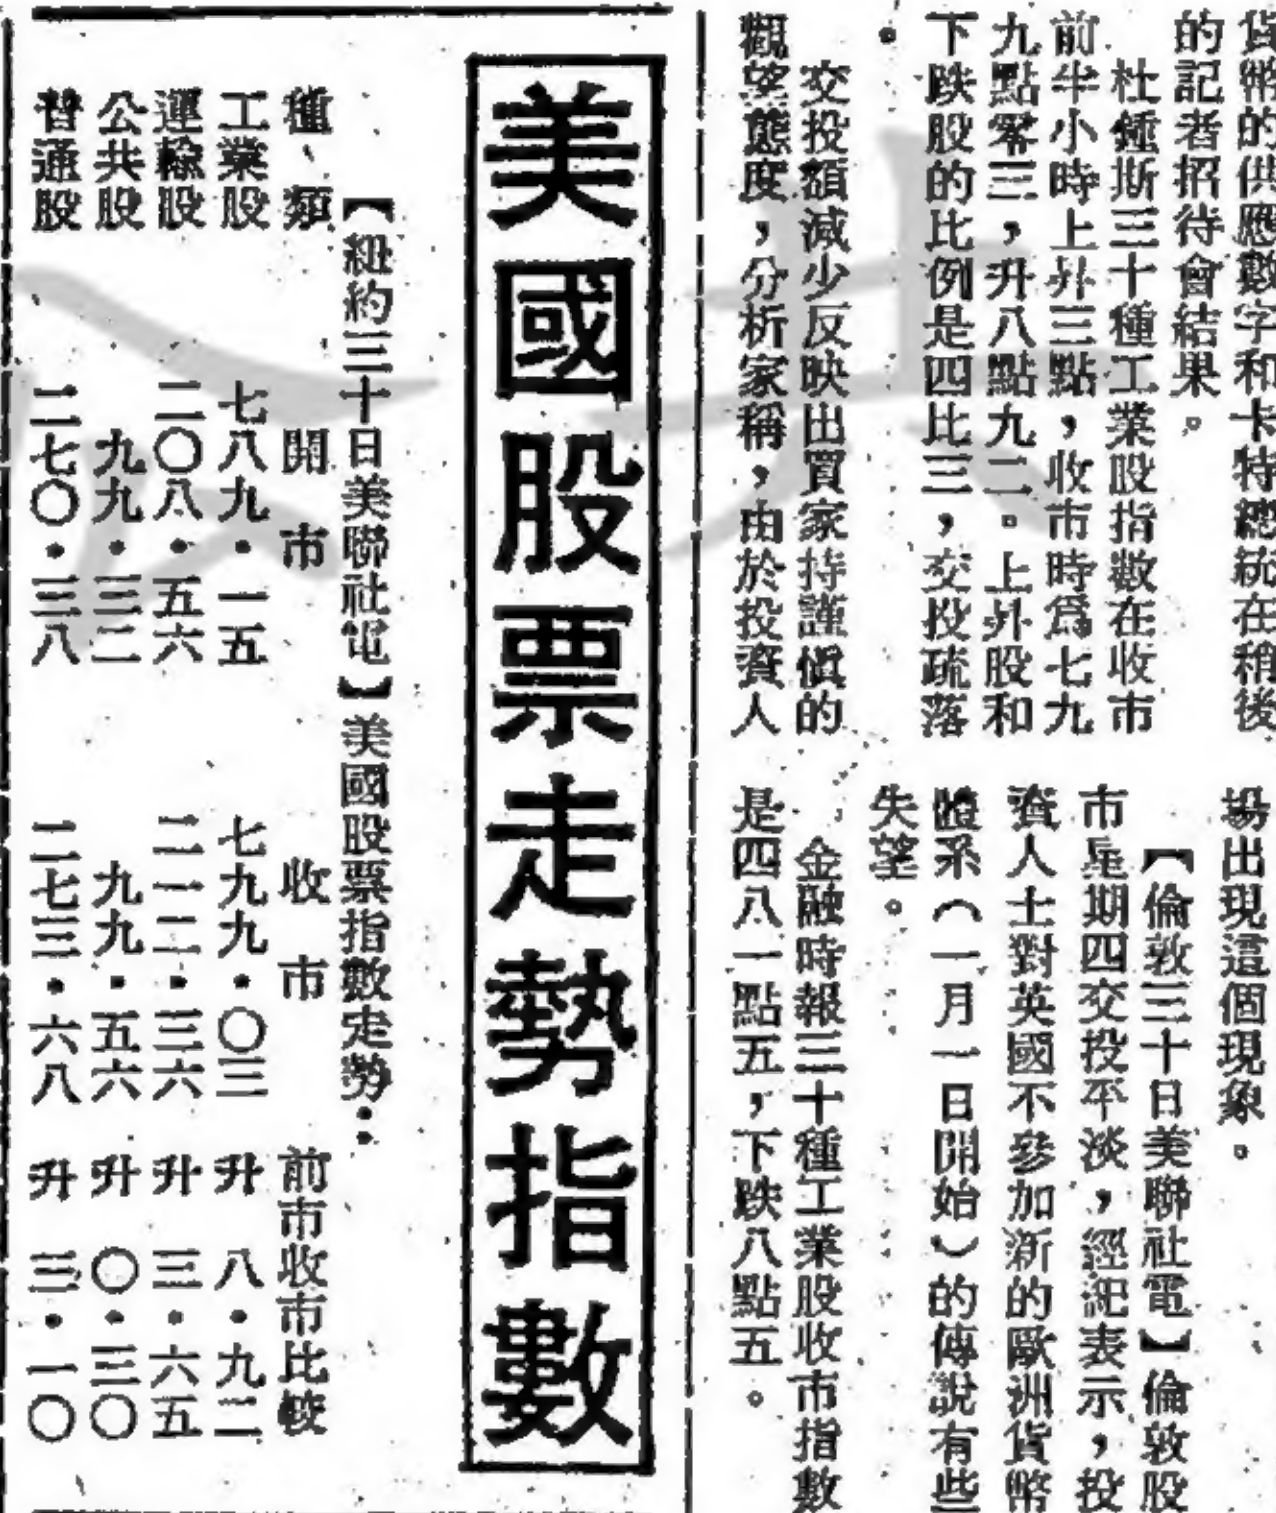 貨幣的供應數字和卡特總統在稍後
的記者招待會結果。
杜鍾斯三十種工業股指數在收市
前半小時上升三點，收市時爲七九
九點零三，升八點九二。上升股和
下跌股的比例是四比三，交投疏落
。
交投額減少反映出買家持謹慎的
觀望態度，分析家稱，由於投資人
場出現這個現象。
【倫敦三十日美聯社電】倫敦股
市星期四交投平淡，經紀表示，投
資人士對英國不參加新的歐洲貨幣
體系（一月一日開始）的傳說有些
失望。
金融時報三十種工業股收市指數
是四八一點五，下跌八點五。
美國股票走勢指數
【紐約三十日美聯社電】美國股票指數走勢：
種類 開市 收市 前市收市比較
工業股 七八九・一五 七九九・〇三 升 八・九二
運輸股 二〇八・五六 二一二・三六 升 三・六五
公共股 九九・三二 九九・五六 升 〇・三〇
普通股 二七〇・三八 二七三・六八 升 三・一〇